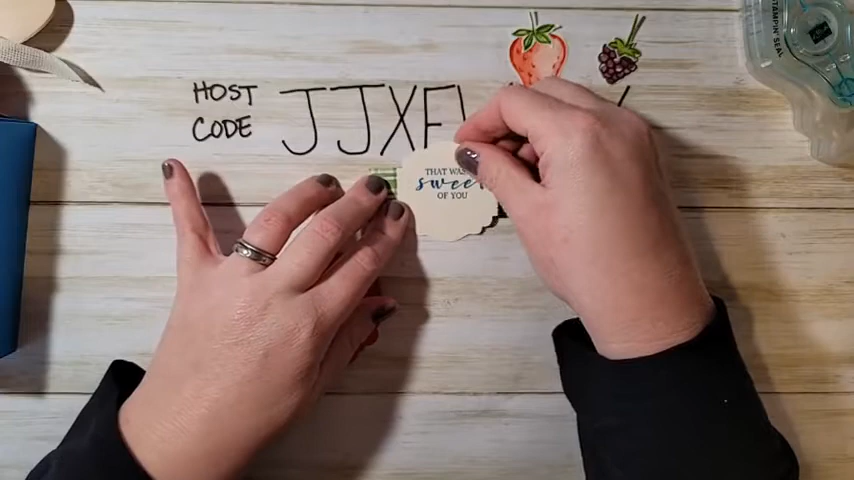 HOST
CODE
JJXF
THAT WAS
sweet
OF YOU
STAMPIN' SEAL